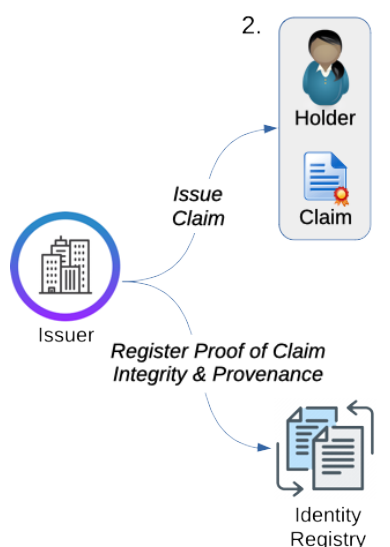 2.
Holder
Claim
Issue
Claim
Issuer
Register Proof of Claim
Integrity & Provenance
Identity
Registry